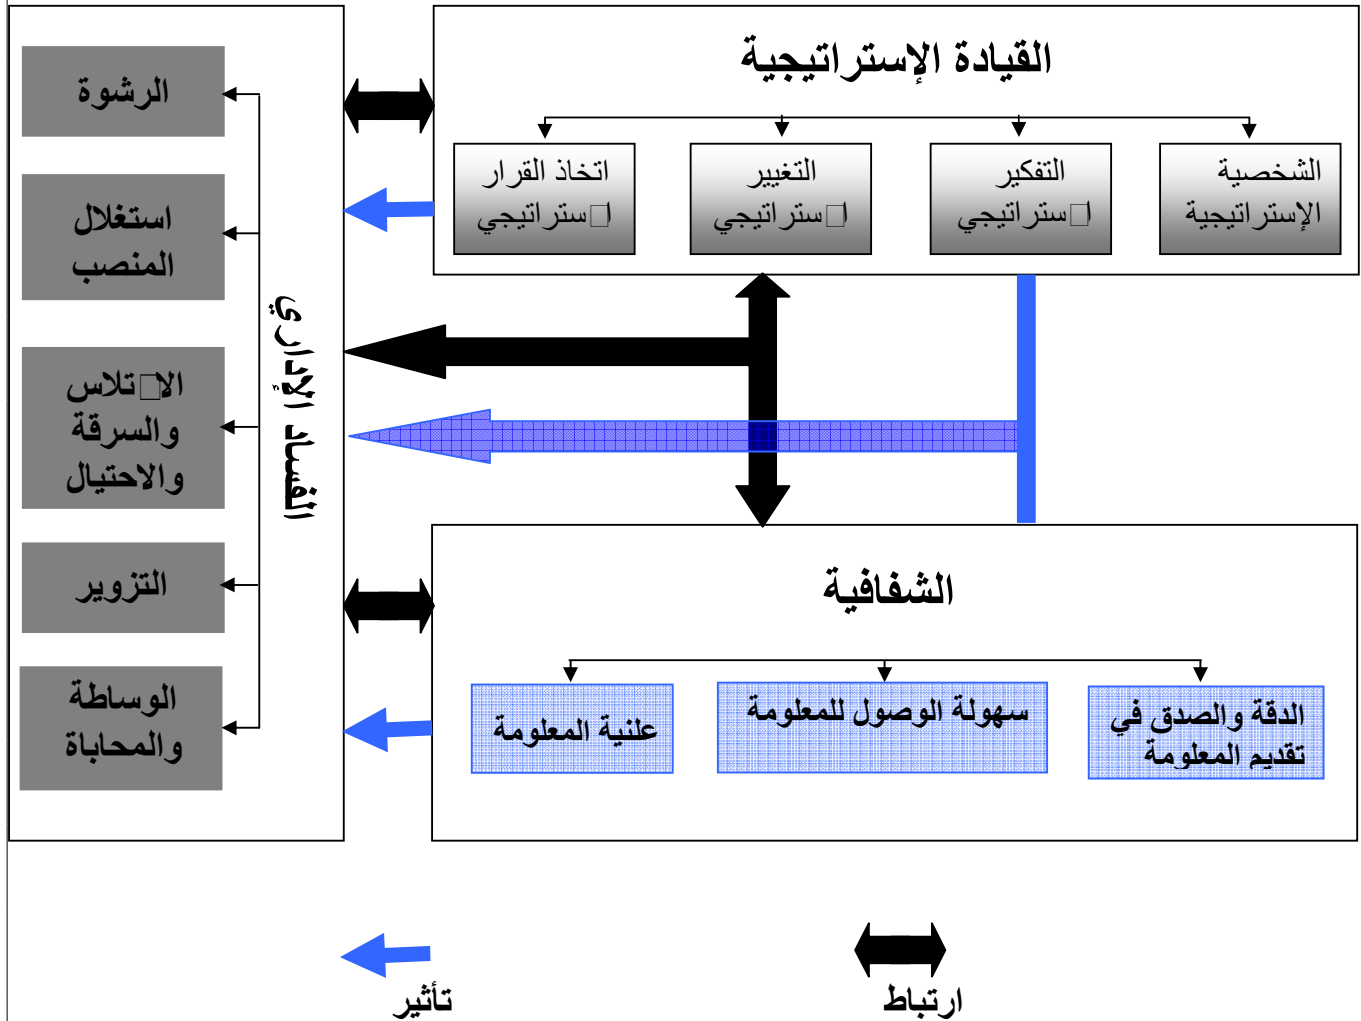 القيادة الإستراتيجية
الشخصية
الإستراتيجية
التفكير
ا□ستراتيجي
التغيير
ا□ستراتيجي
اتخاذ القرار
ا□ستراتيجي
الشفافية
الدقة والصدق في
تقديم المعلومة
سهولة الوصول للمعلومة
علنية المعلومة
الفساد الإداري
الرشوة
استغلال
المنصب
الا□تلاس
والسرقة
والاحتيال
التزوير
الوساطة
والمحاباة
ارتباط
تأثير